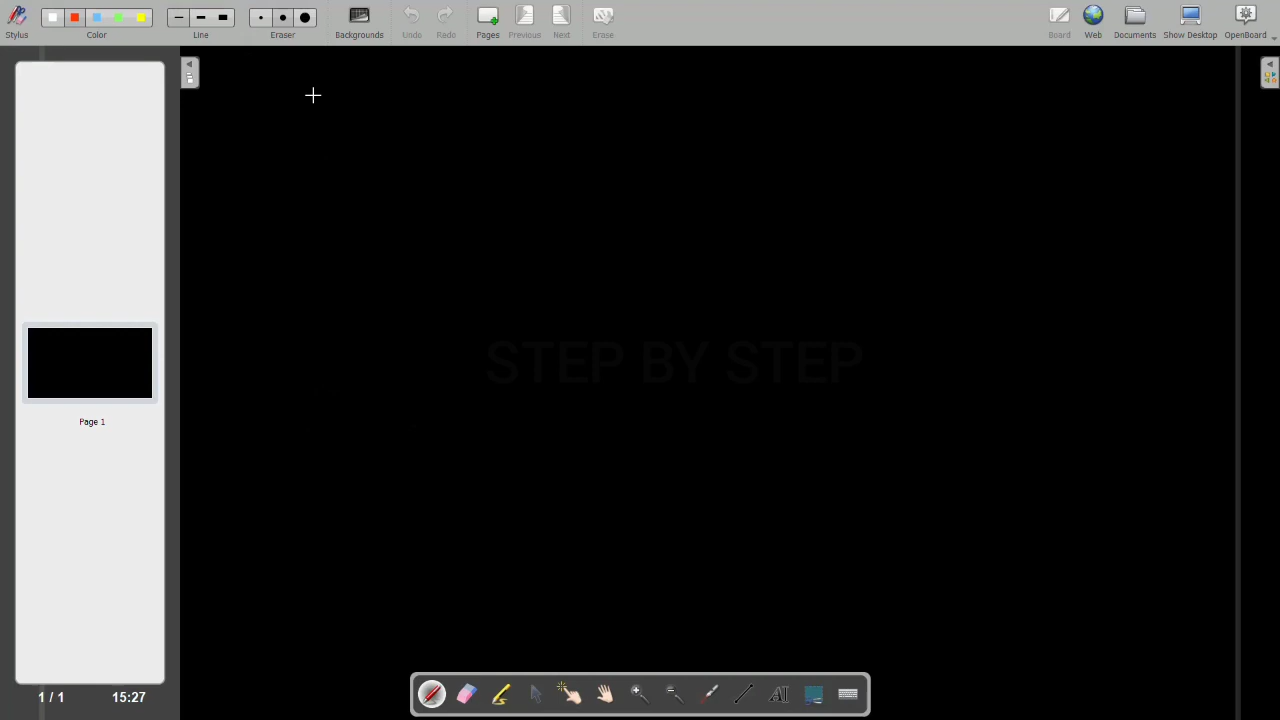 Stylus Color Line Eraser Backgrounds Undo Redo Pages Previous Next Erase Board Web Documents Show Desktop OpenBoard
STEP BY STEP
Page 1
1 / 1 15:27
AI